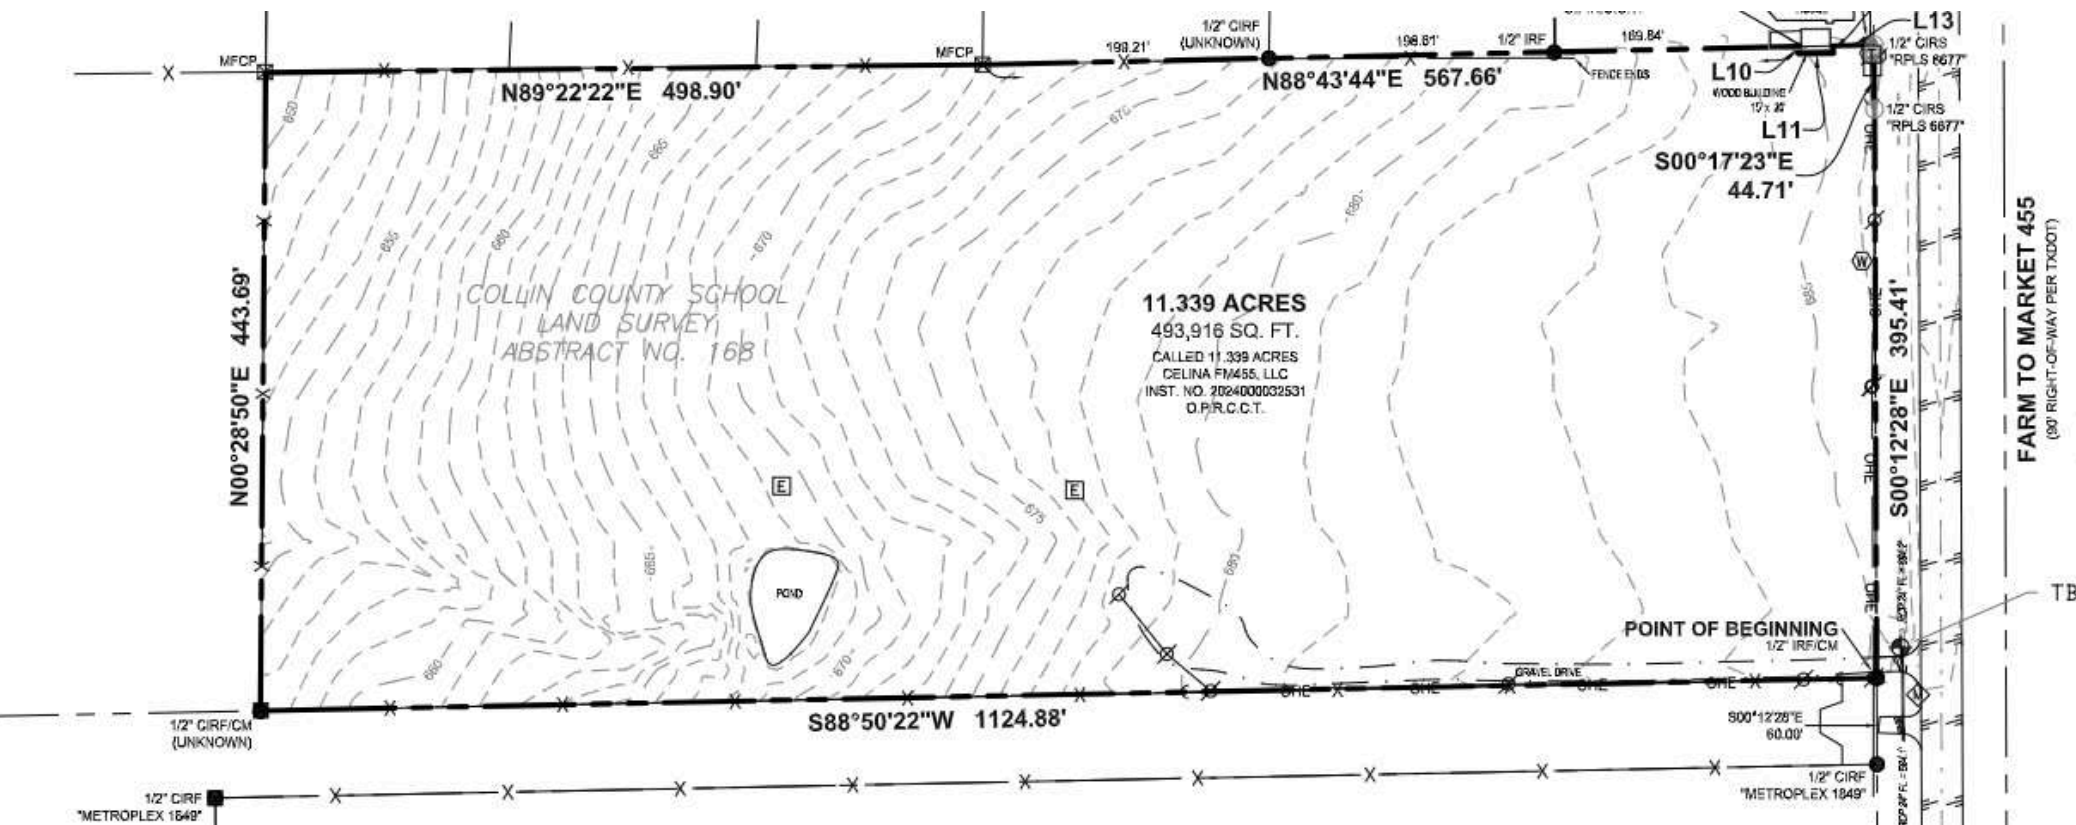 L13
1/2" CIRF
(UNKNOWN)
MFCP
MFCP
199.21'
198.61'
1/2" IRF
169.84'
1/2" CIRS
"RPLS 6677"
N89°22'22"E 498.90'
N88°43'44"E 567.66'
FENCE ENDS
L10
WOOD BUILDING
L11
1/2" CIRS
"RPLS 6677"
S00°17'23"E
44.71'
650
665
670
680
655
660
670
685
OHE
W
OHE
COLLIN COUNTY SCHOOL
LAND SURVEY
ABSTRACT NO. 168
11.339 ACRES
493,916 SQ. FT.
CALLED 11.339 ACRES
CELINA FM455, LLC
INST. NO. 2024000032531
O.P.R.C.C.T.
N00°28'50"E 443.69'
S00°12'28"E 395.41'
FARM TO MARKET 455
(90' RIGHT-OF-WAY PER TXDOT)
E
E
675
OHE
665
680
POND
OHE
TB
POINT OF BEGINNING
1/2" IRF/CM
660
670
GRAVEL DRIVE
OHE
OHE
OHE
OHE
S88°50'22"W 1124.88'
1/2" CIRF/CM
(UNKNOWN)
S00°12'28"E
60.00'
1/2" CIRF
"METROPLEX 1849"
1/2" CIRF
"METROPLEX 1849"